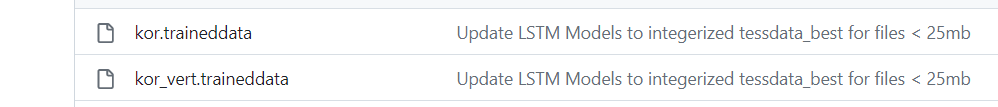 kor.traineddata Update LSTM Models to integerized tessdata_best for files < 25mb
kor_vert.traineddata Update LSTM Models to integerized tessdata_best for files < 25mb